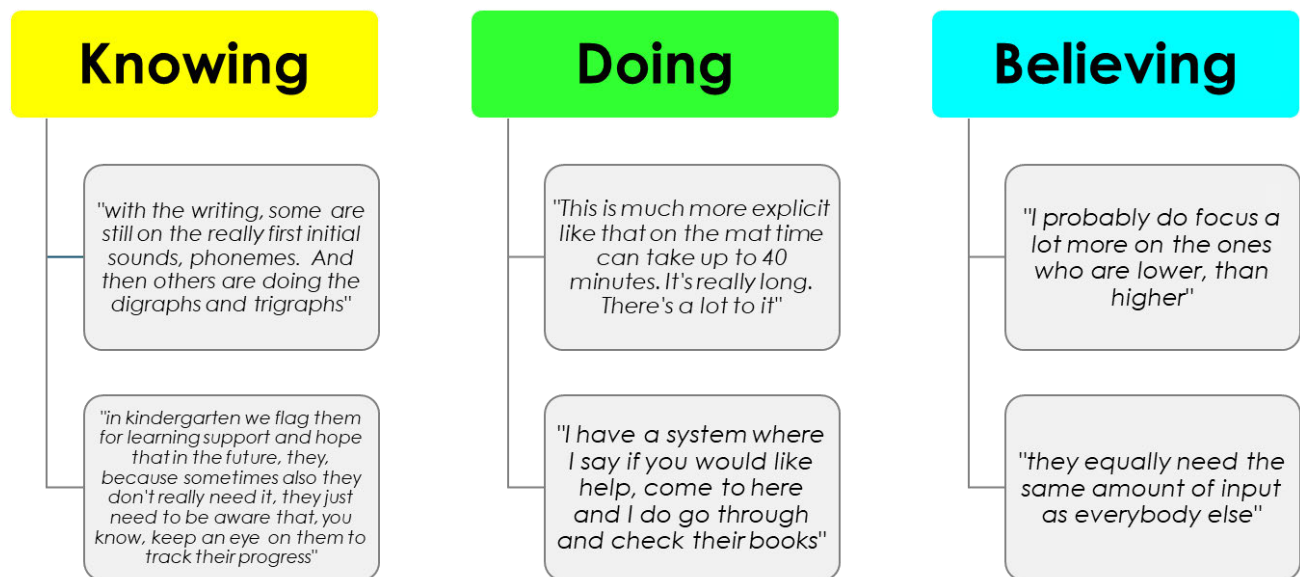 Knowing
"with the writing, some are
still on the really first initial
sounds, phonemes. And
then others are doing the
digraphs and trigraphs"
"in kindergarten we flag them
for learning support and hope
that in the future, they,
because sometimes also they
don't really need it, they just
need to be aware that, you
know, keep an eye on them to
track their progress"
Doing
"This is much more explicit
like that on the mat time
can take up to 40
minutes. It's really long.
There's a lot to it"
"I have a system where
I say if you would like
help, come to here
and I do go through
and check their books"
Believing
"I probably do focus a
lot more on the ones
who are lower, than
higher"
"they equally need the
same amount of input
as everybody else"